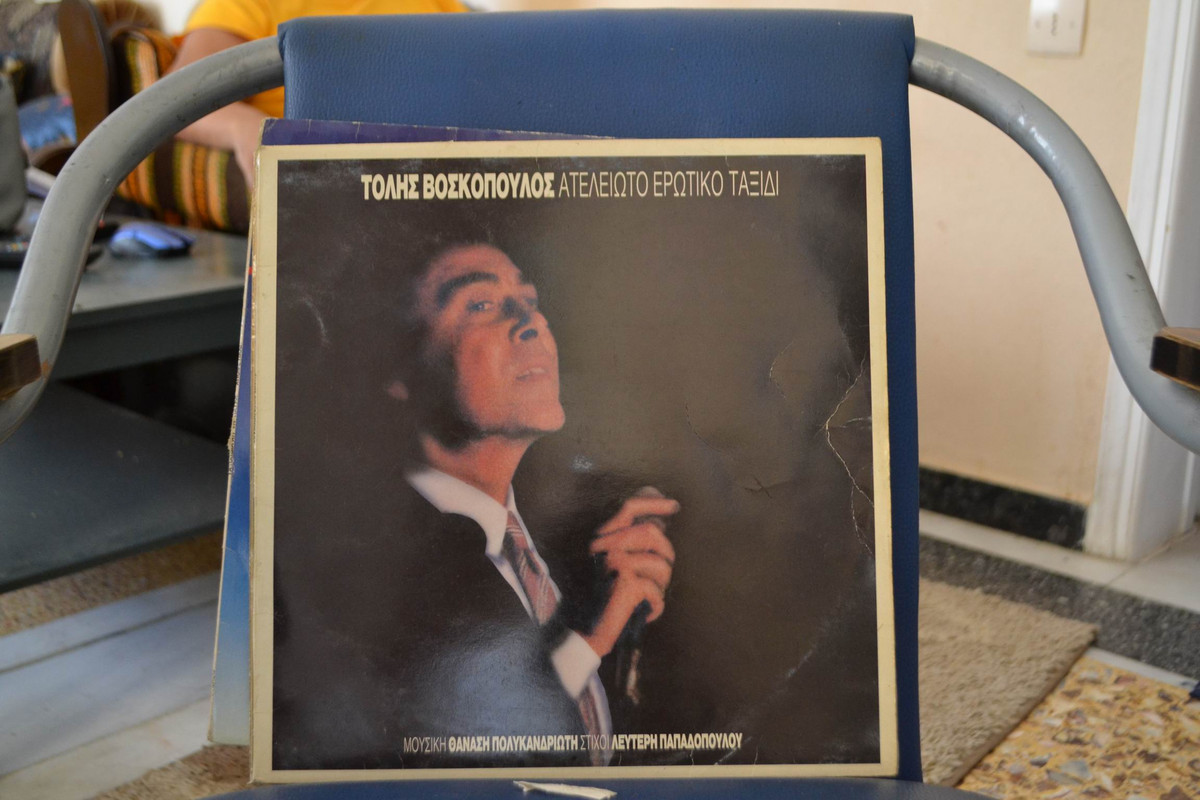 ΤΟΛΗΣ ΒΟΣΚΟΠΟΥΛΟΣ ΑΤΕΛΕΙΩΤΟ ΕΡΩΤΙΚΟ ΤΑΞΙΔΙ
ΜΟΥΣΙΚΗ ΘΑΝΑΣΗ ΠΟΛΥΚΑΝΔΡΙΩΤΗ ΣΤΙΧΟΙ ΛΕΥΤΕΡΗ ΠΑΠΑΔΟΠΟΥΛΟΥ